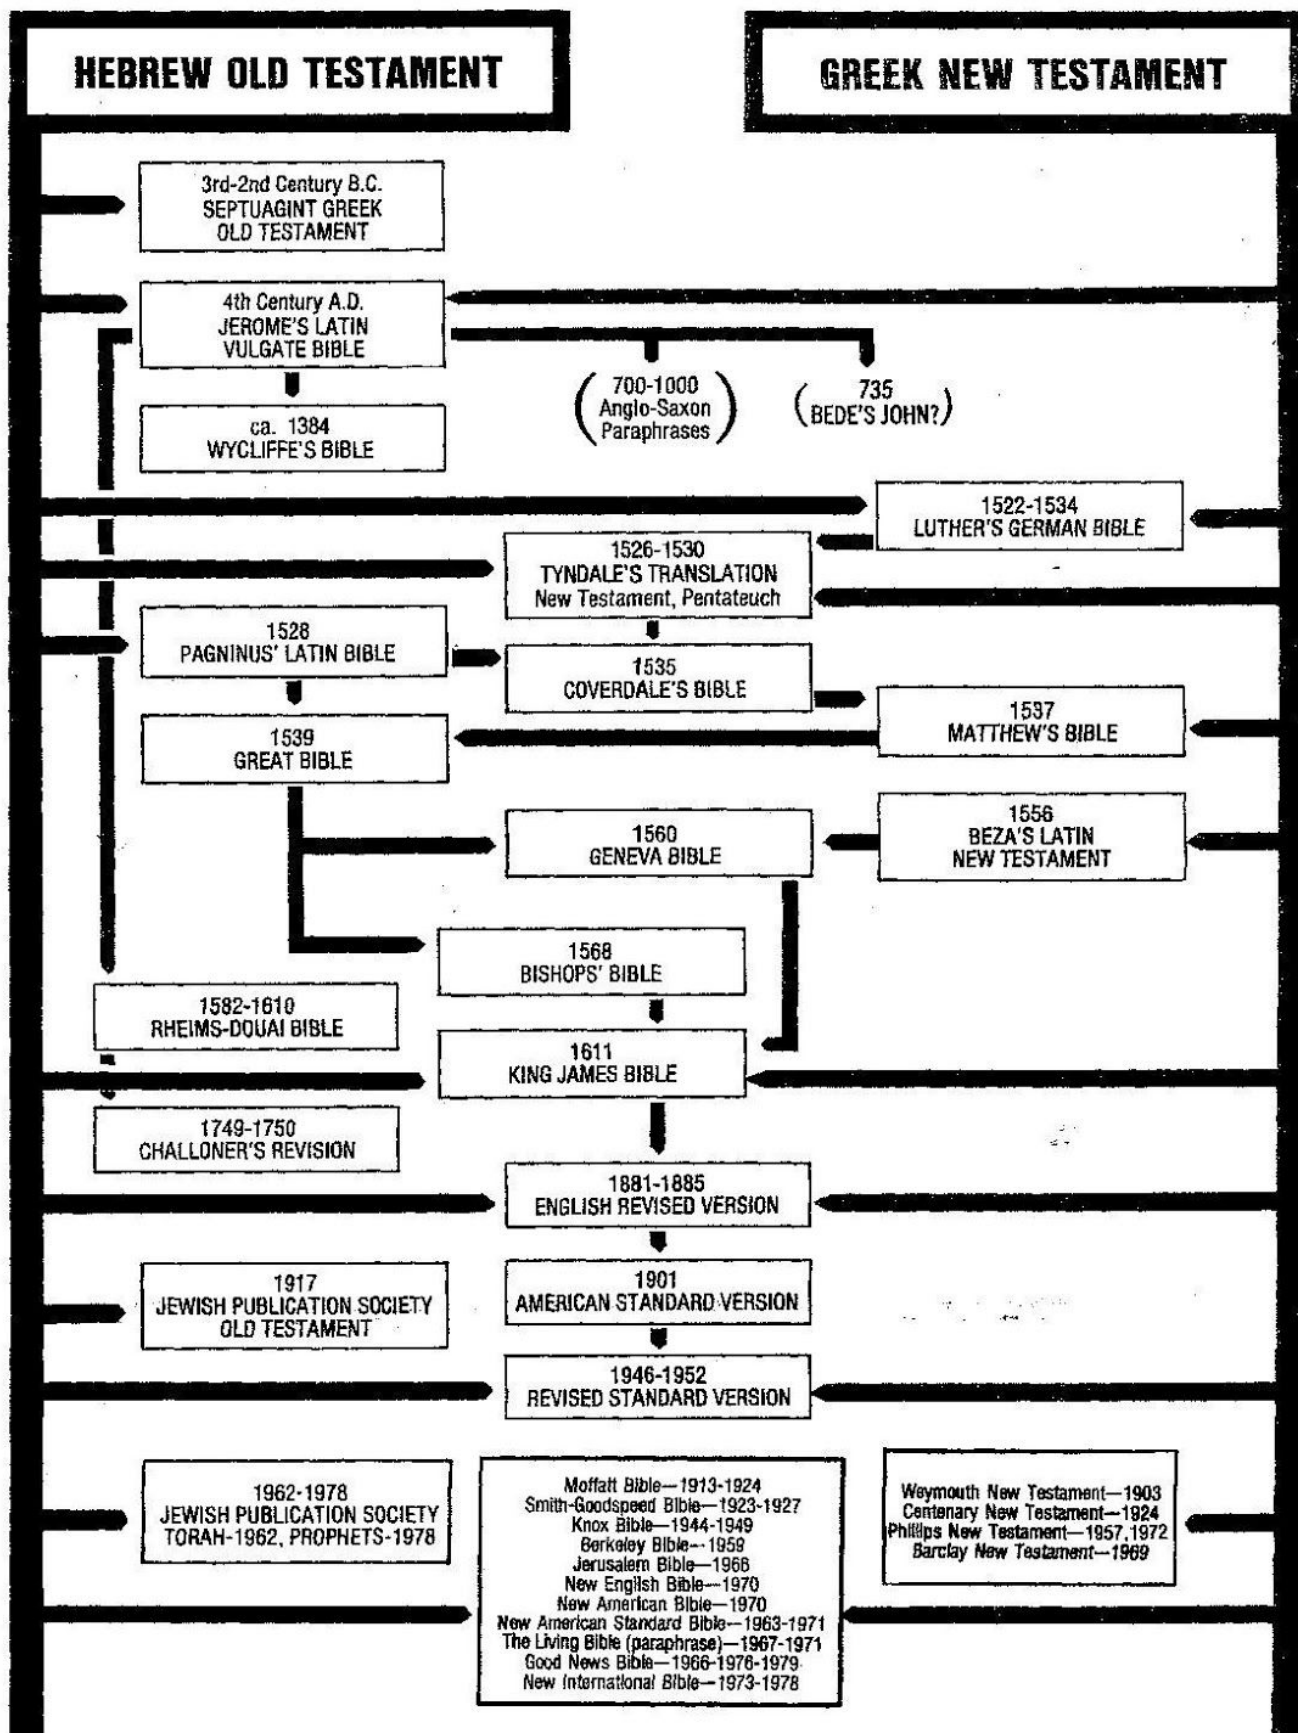 HEBREW OLD TESTAMENT
GREEK NEW TESTAMENT
3rd-2nd Century B.C.
SEPTUAGINT GREEK
OLD TESTAMENT
4th Century A.D.
JEROME'S LATIN
VULGATE BIBLE
700-1000
Anglo-Saxon
Paraphrases
735
BEDE'S JOHN?
ca. 1384
WYCLIFFE'S BIBLE
1522-1534
LUTHER'S GERMAN BIBLE
1526-1530
TYNDALE'S TRANSLATION
New Testament, Pentateuch
1528
PAGNINUS' LATIN BIBLE
1535
COVERDALE'S BIBLE
1537
MATTHEW'S BIBLE
1539
GREAT BIBLE
1560
GENEVA BIBLE
1556
BEZA'S LATIN
NEW TESTAMENT
1568
BISHOPS' BIBLE
1582-1610
RHEIMS-DOUAI BIBLE
1611
KING JAMES BIBLE
1749-1750
CHALLONER'S REVISION
1881-1885
ENGLISH REVISED VERSION
1917
JEWISH PUBLICATION SOCIETY
OLD TESTAMENT
1901
AMERICAN STANDARD VERSION
1946-1952
REVISED STANDARD VERSION
1962-1978
JEWISH PUBLICATION SOCIETY
TORAH-1962, PROPHETS-1978
Moffatt Bible—1913-1924
Smith-Goodspeed Bible—1923-1927
Knox Bible—1944-1949
Berkeley Bible—1959
Jerusalem Bible—1966
New English Bible—1970
New American Bible—1970
New American Standard Bible—1963-1971
The Living Bible (paraphrase)—1967-1971
Good News Bible—1966-1976-1979
New International Bible—1973-1978
Weymouth New Testament—1903
Centenary New Testament—1924
Phillips New Testament—1957,1972
Barclay New Testament—1969